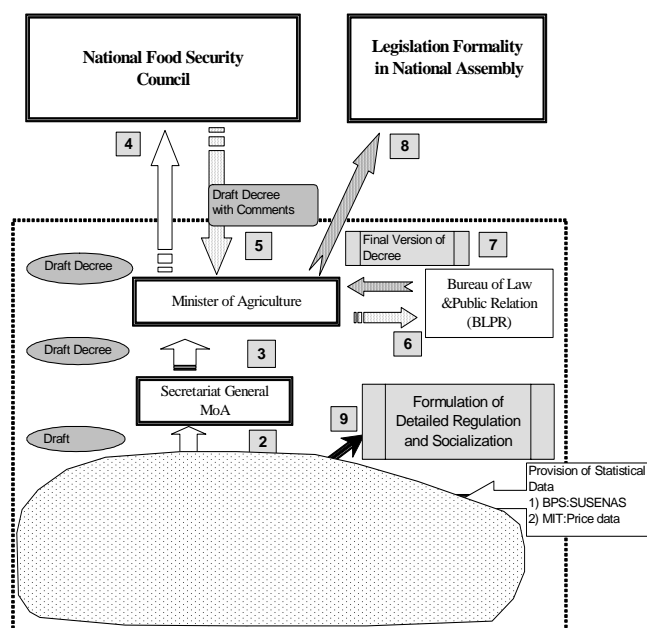 National Food Security
Council
Legislation Formality
in National Assembly
4
8
Draft Decree
with Comments
5
Final Version of
Decree
7
Draft Decree
Minister of Agriculture
Bureau of Law
&Public Relation
(BLPR)
6
Draft Decree
3
Secretariat General
MoA
9
Formulation of
Detailed Regulation
and Socialization
Draft
2
Provision of Statistical
Data
1) BPS:SUSENAS
2) MIT:Price data